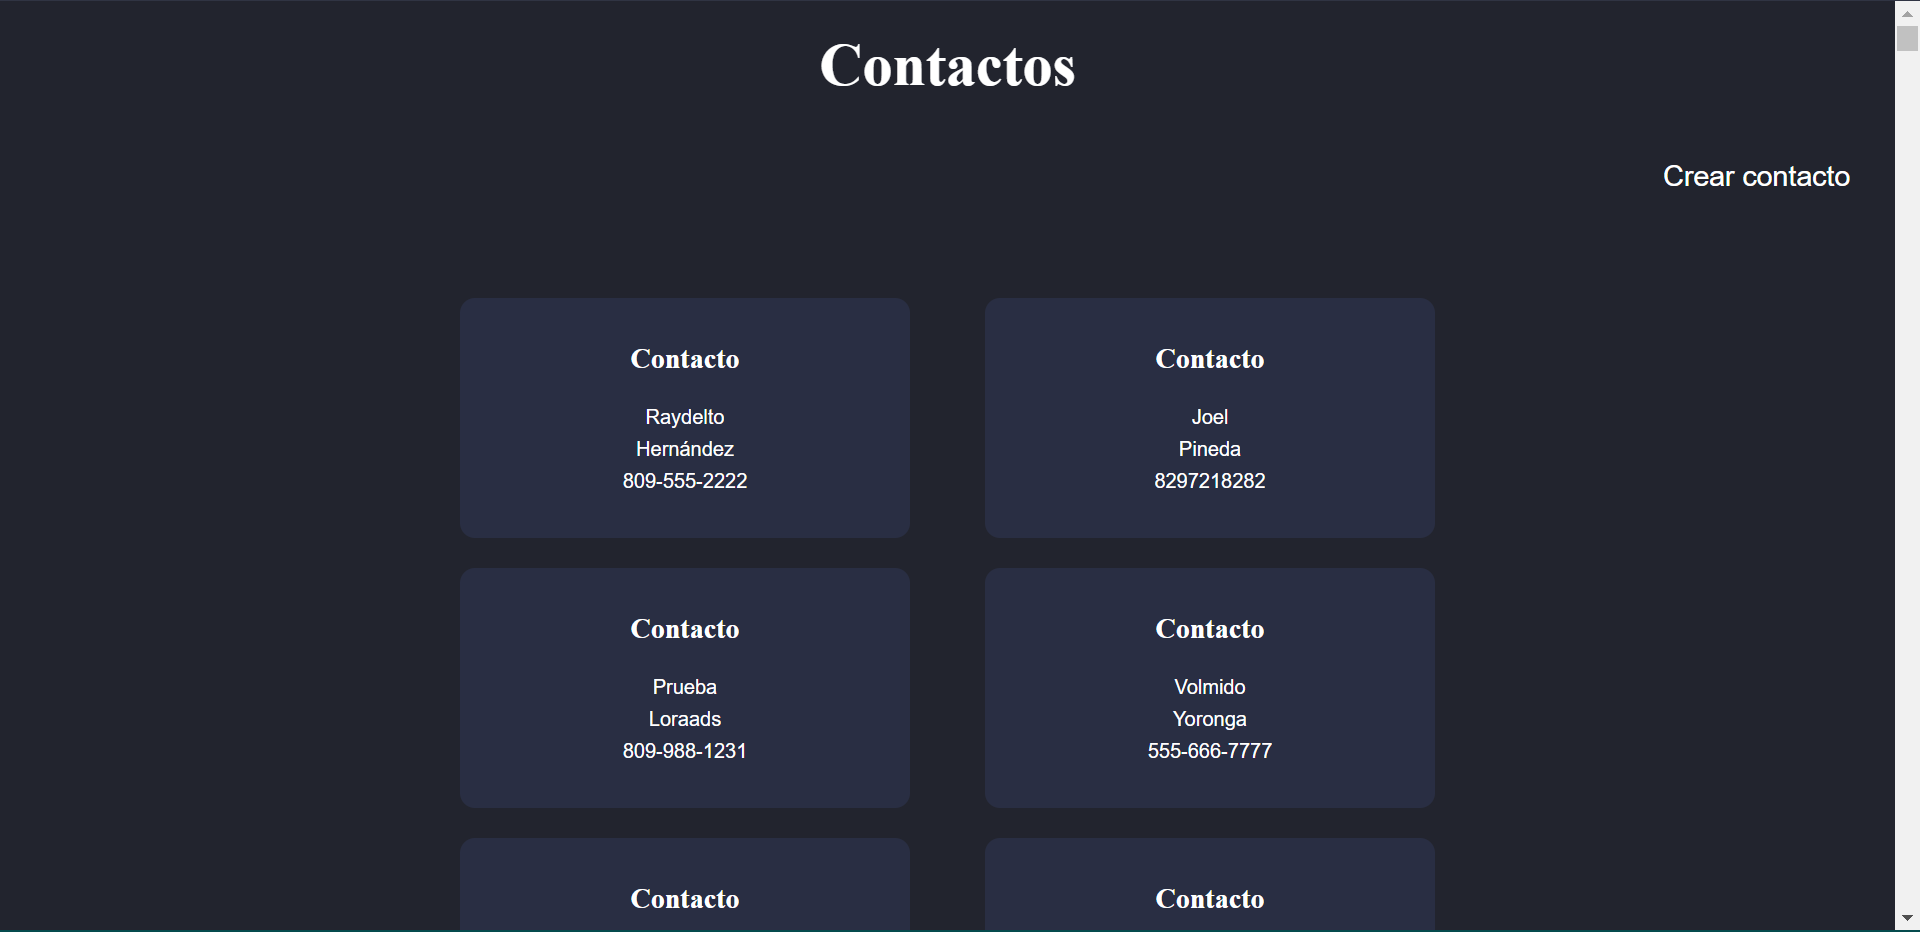 Contactos
Crear contacto
Contacto
Raydelto
Hernández
809-555-2222
Contacto
Joel
Pineda
8297218282
Contacto
Prueba
Loraads
809-988-1231
Contacto
Volmido
Yoronga
555-666-7777
Contacto
Contacto